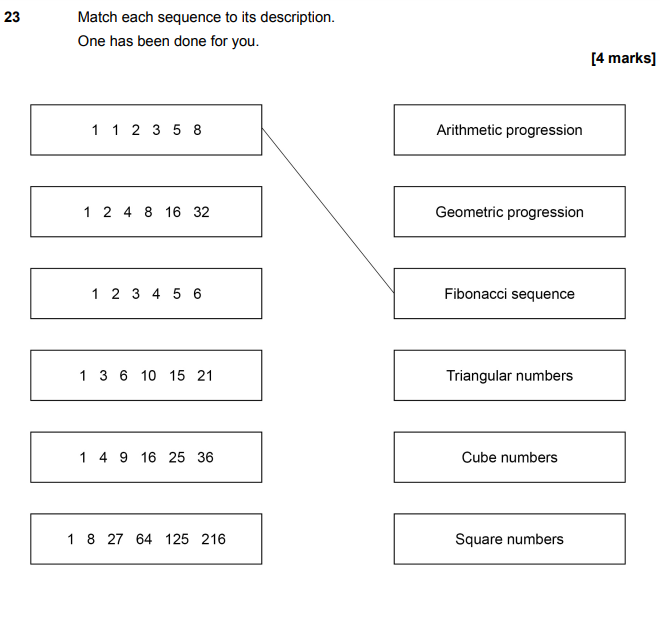 23 Match each sequence to its description.
One has been done for you.
[4 marks]
1 1 2 3 5 8
Arithmetic progression
1 2 4 8 16 32
Geometric progression
1 2 3 4 5 6
Fibonacci sequence
1 3 6 10 15 21
Triangular numbers
1 4 9 16 25 36
Cube numbers
1 8 27 64 125 216
Square numbers